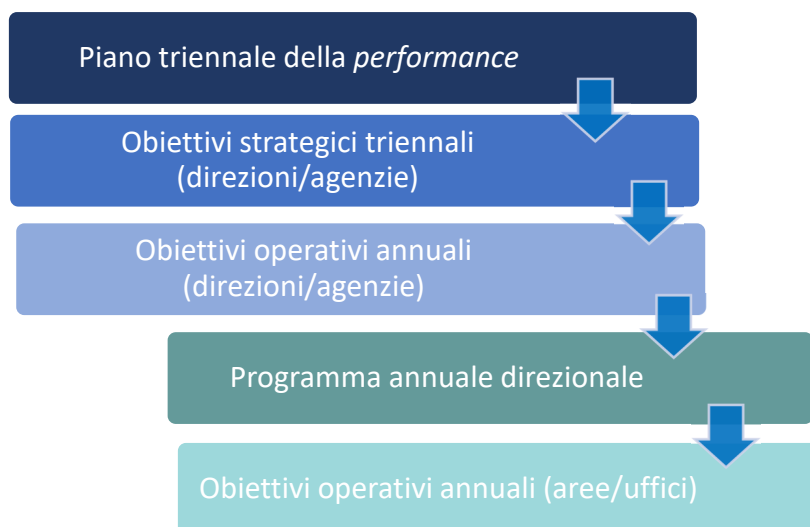 Piano triennale della performance
Obiettivi strategici triennali
(direzioni/agenzie)
Obiettivi operativi annuali
(direzioni/agenzie)
Programma annuale direzionale
Obiettivi operativi annuali (aree/uffici)